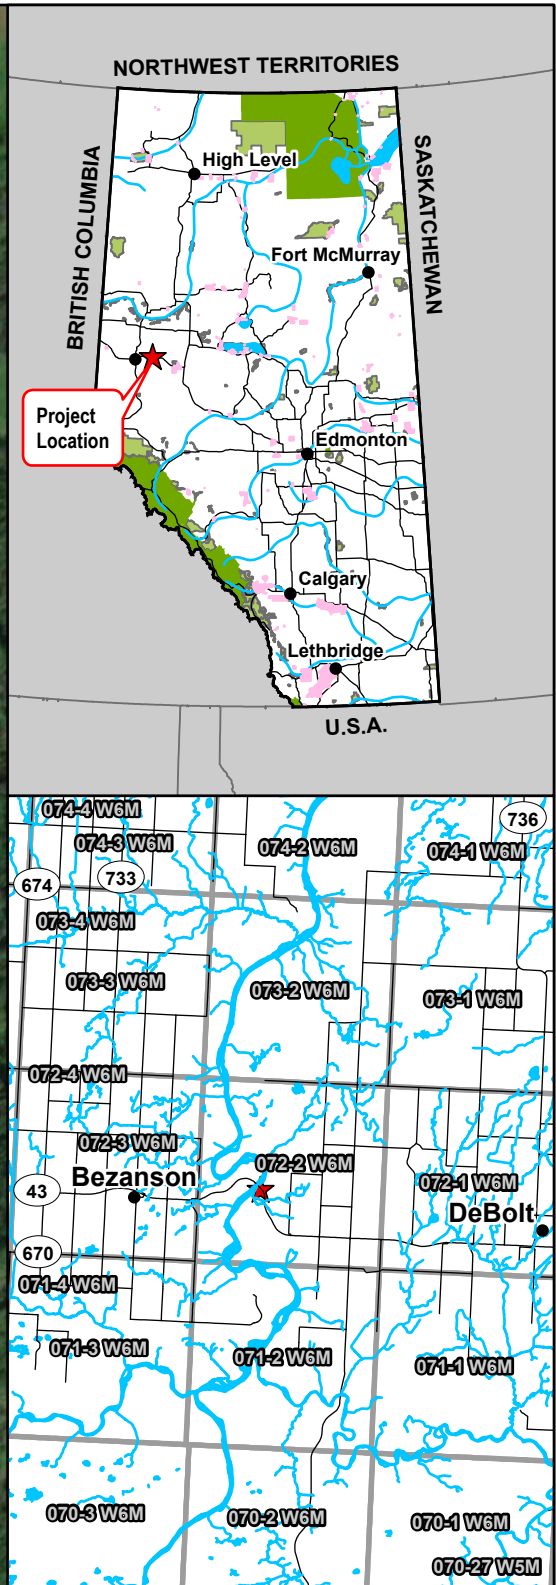 NORTHWEST TERRITORIES
BRITISH COLUMBIA
SASKATCHEWAN
High Level
Fort McMurray
Project
Location
Edmonton
Calgary
Lethbridge
U.S.A.
074-4 W6M
736
074-3 W6M
074-2 W6M
074-1 W6M
674
733
073-4 W6M
073-3 W6M
073-2 W6M
073-1 W6M
072-4 W6M
072-3 W6M
072-2 W6M
Bezanson
072-1 W6M
43
DeBolt
670
071-4 W6M
071-3 W6M
071-2 W6M
071-1 W6M
070-3 W6M
070-2 W6M
070-1 W6M
070-27 W5M